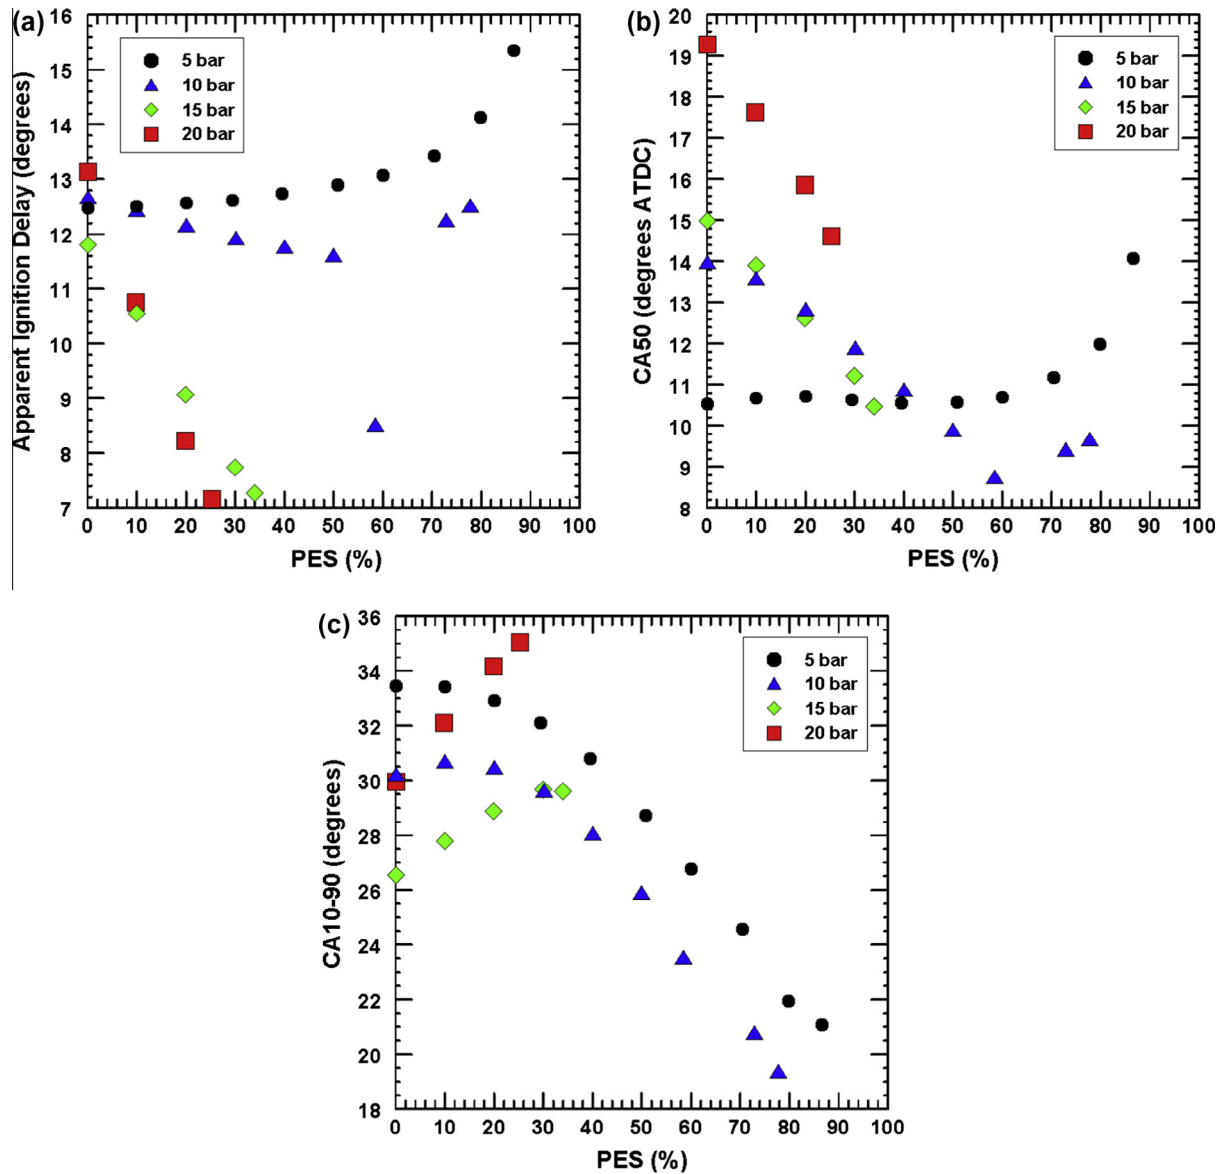 (a)
16
15
14
13
12
11
10
9
8
7
Apparent Ignition Delay (degrees)
5 bar
10 bar
15 bar
20 bar
0 10 20 30 40 50 60 70 80 90 100
PES (%)
(b)
20
19
18
17
16
15
14
13
12
11
10
9
8
CA50 (degrees ATDC)
5 bar
10 bar
15 bar
20 bar
0 10 20 30 40 50 60 70 80 90 100
PES (%)
(c)
36
34
32
30
28
26
24
22
20
18
CA10-90 (degrees)
5 bar
10 bar
15 bar
20 bar
0 10 20 30 40 50 60 70 80 90 100
PES (%)